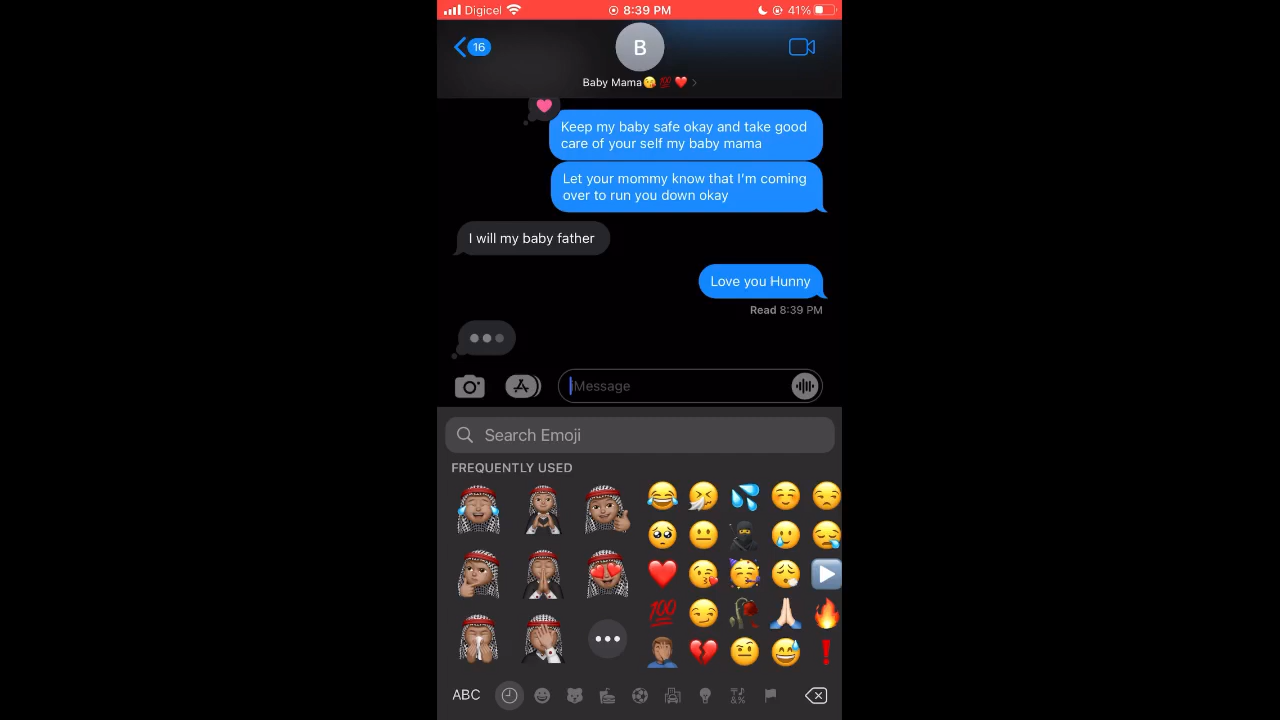 Digicel 8:39 PM 41%
16
B
Baby Mama😘💯❤️
Keep my baby safe okay and take good
care of your self my baby mama
Let your mommy know that I'm coming
over to run you down okay
I will my baby father
Love you Hunny
Read 8:39 PM
iMessage
Search Emoji
FREQUENTLY USED
ABC